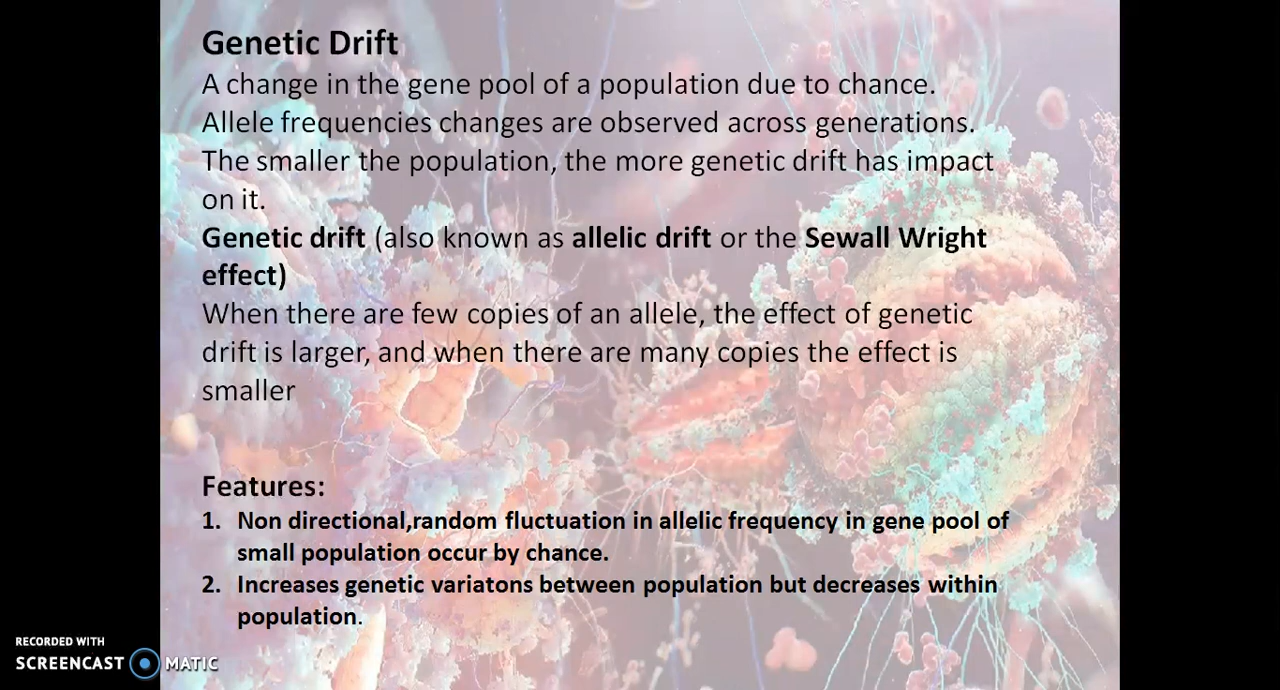 Genetic Drift
A change in the gene pool of a population due to chance.
Allele frequencies changes are observed across generations.
The smaller the population, the more genetic drift has impact
on it.
Genetic drift (also known as allelic drift or the Sewall Wright
effect)
When there are few copies of an allele, the effect of genetic
drift is larger, and when there are many copies the effect is
smaller
Features:
1. Non directional,random fluctuation in allelic frequency in gene pool of
small population occur by chance.
2. Increases genetic variatons between population but decreases within
population.
RECORDED WITH
SCREENCAST MATIC